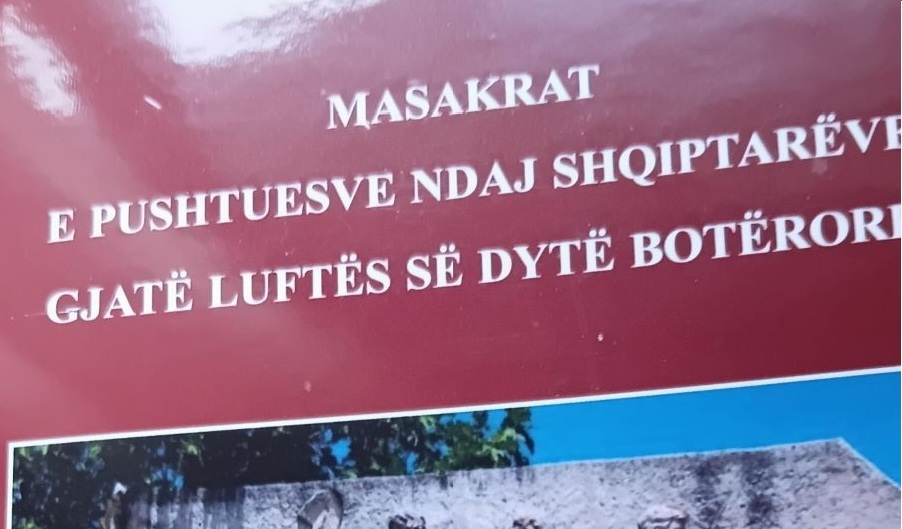 MASAKRAT
E PUSHTUESVE NDAJ SHQIPTARËVE
GJATË LUFTËS SË DYTË BOTËRORE